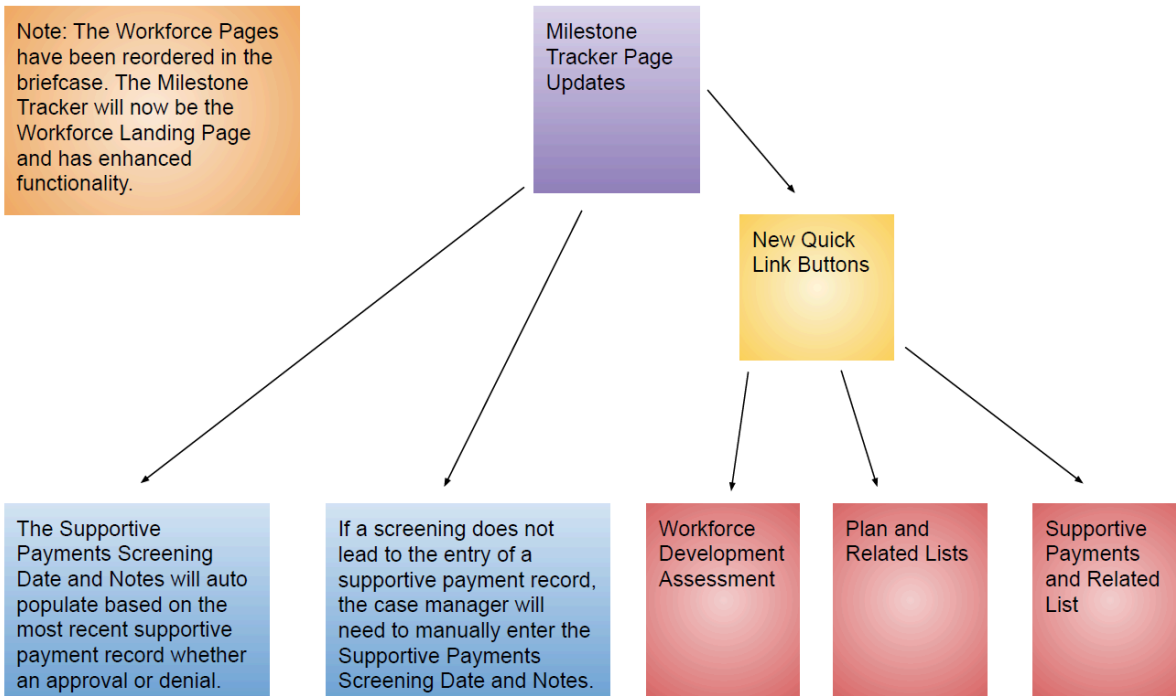 Note: The Workforce Pages
have been reordered in the
briefcase. The Milestone
Tracker will now be the
Workforce Landing Page
and has enhanced
functionality.
Milestone
Tracker Page
Updates
New Quick
Link Buttons
The Supportive
Payments Screening
Date and Notes will auto
populate based on the
most recent supportive
payment record whether
an approval or denial.
If a screening does not
lead to the entry of a
supportive payment record,
the case manager will
need to manually enter the
Supportive Payments
Screening Date and Notes.
Workforce
Development
Assessment
Plan and
Related Lists
Supportive
Payments
and Related
List